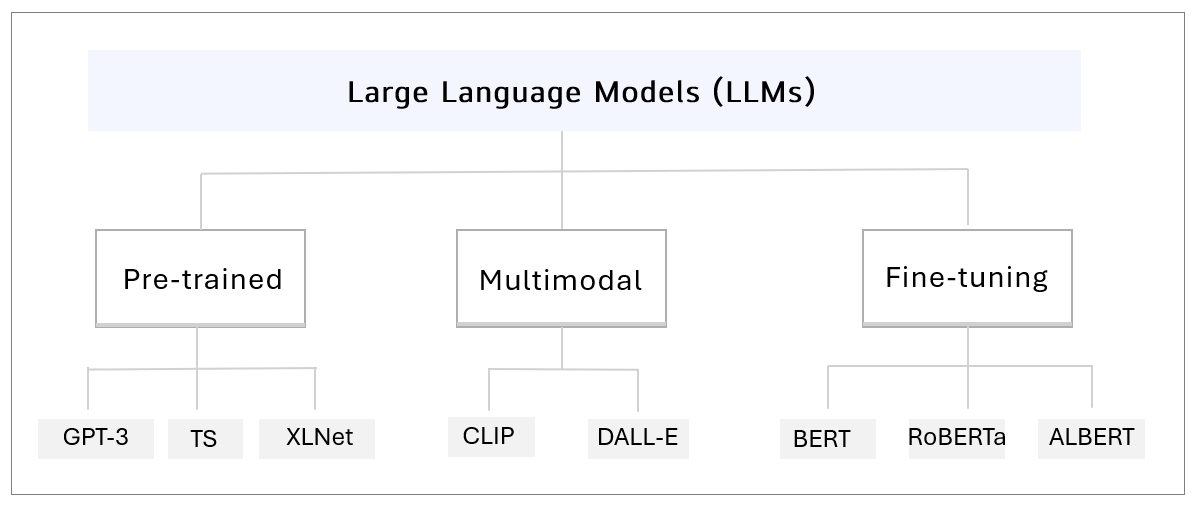 Large Language Models (LLMs)
Pre-trained
Multimodal
Fine-tuning
GPT-3
TS
XLNet
CLIP
DALL-E
BERT
RoBERTa
ALBERT